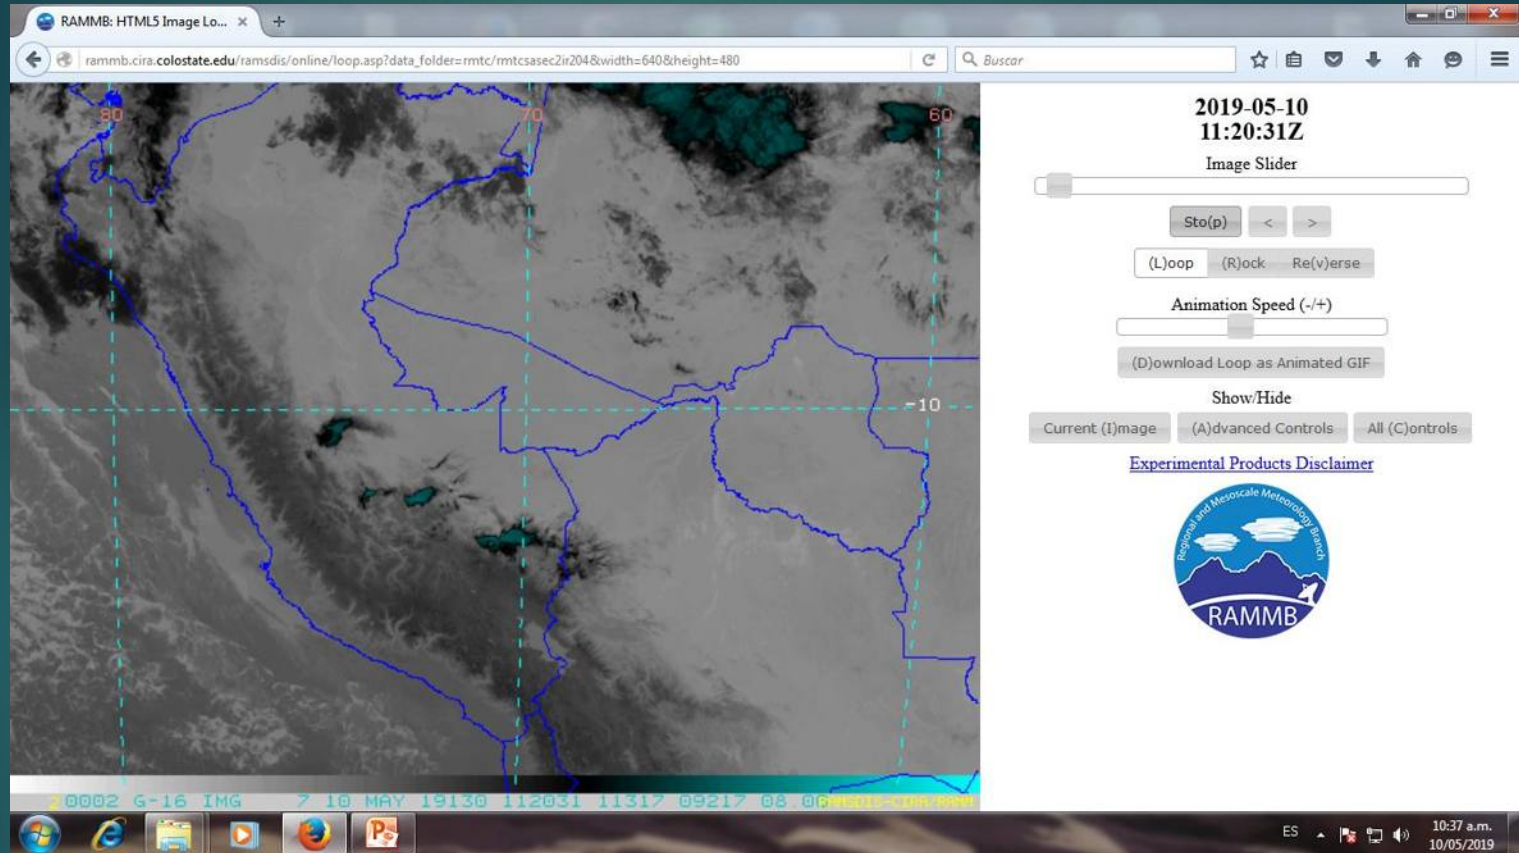 RAMMB: HTML5 Image Lo... × +
rammb.cira.colostate.edu/ramsdis/online/loop.asp?data_folder=rmtc/rmtcsasec2ir204&width=640&height=480
Buscar
80
70
60
-10
20002 G-16 IMG 7 10 MAY 19130 112031 11317 09217 08.00
RAMSDIS-CIRA/RAMM
2019-05-10
11:20:31Z
Image Slider
Sto(p) < >
(L)oop (R)ock Re(v)erse
Animation Speed (-/+)
(D)ownload Loop as Animated GIF
Show/Hide
Current (I)mage (A)dvanced Controls All (C)ontrols
Experimental Products Disclaimer
Regional and Mesoscale Meteorology Branch
RAMMB
ES
10:37 a.m.
10/05/2019